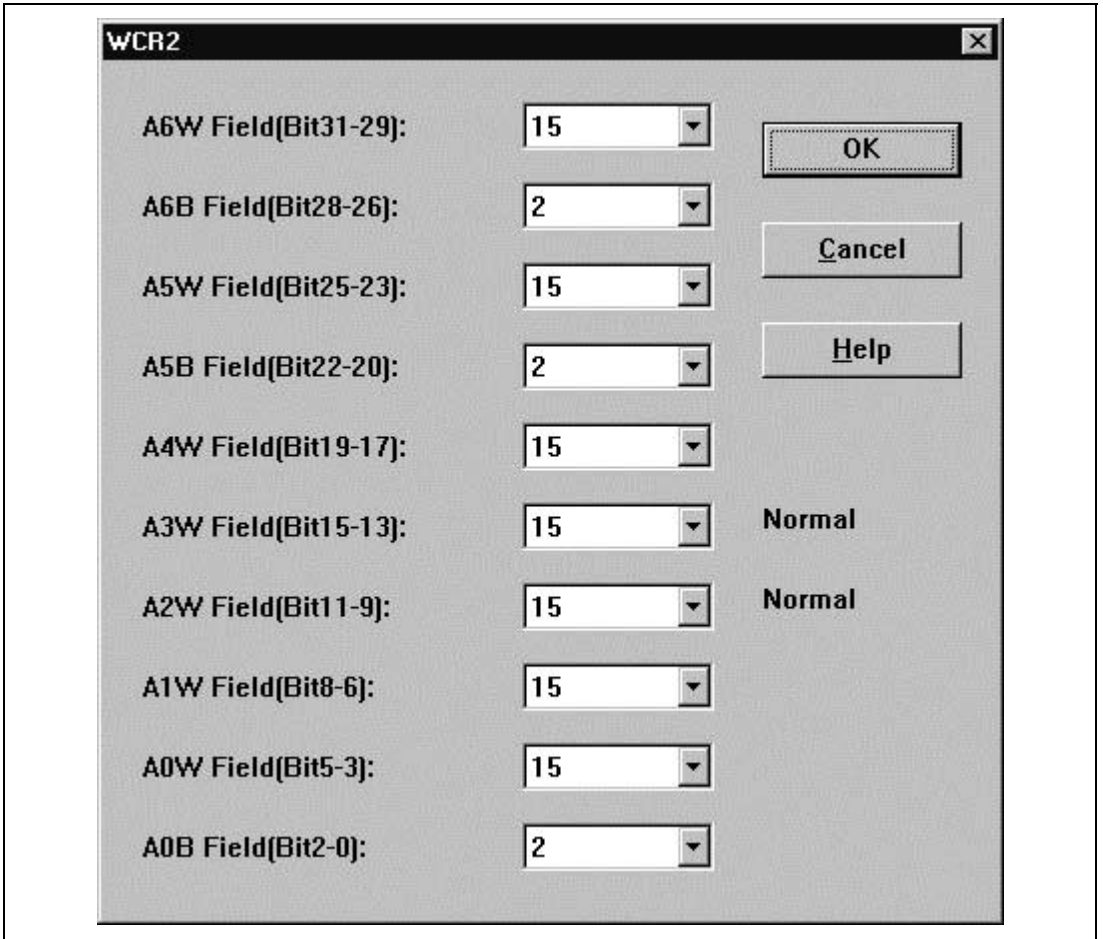 WCR2
A6W Field(Bit31-29): 15
OK
A6B Field(Bit28-26): 2
Cancel
A5W Field(Bit25-23): 15
Help
A5B Field(Bit22-20): 2
A4W Field(Bit19-17): 15
A3W Field(Bit15-13): 15 Normal
A2W Field(Bit11-9): 15 Normal
A1W Field(Bit8-6): 15
A0W Field(Bit5-3): 15
A0B Field(Bit2-0): 2